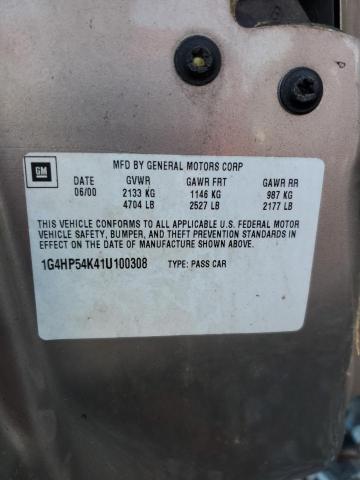 GM
MFD BY GENERAL MOTORS CORP
DATE GVWR GAWR FRT GAWR RR
06/00 2133 KG 1146 KG 987 KG
4704 LB 2527 LB 2177 LB
THIS VEHICLE CONFORMS TO ALL APPLICABLE U.S. FEDERAL MOTOR
VEHICLE SAFETY, BUMPER, AND THEFT PREVENTION STANDARDS IN
EFFECT ON THE DATE OF MANUFACTURE SHOWN ABOVE.
1G4HP54K41U100308 TYPE: PASS CAR